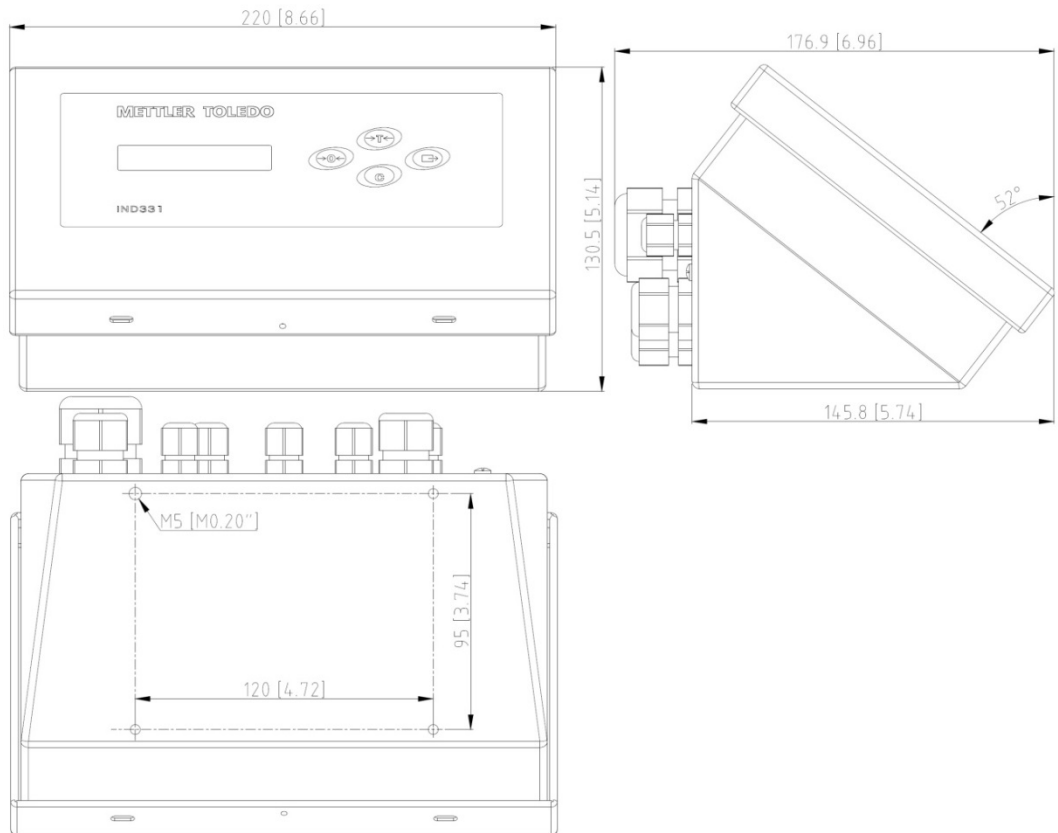 220 [8.66]
METTLER TOLEDO
→T←
→0←
C
IND331
130.5 [5.14]
176.9 [6.96]
52°
145.8 [5.74]
M5 [M0.20"]
95 [3.74]
120 [4.72]